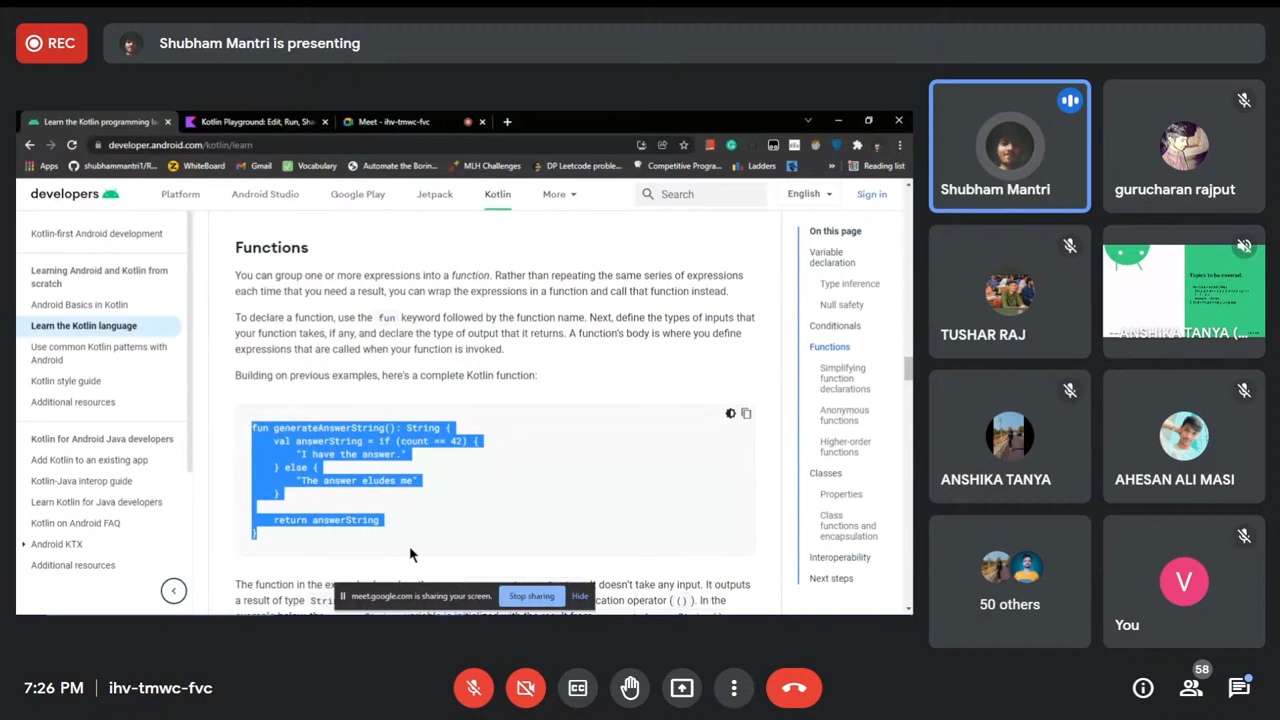 REC
Shubham Mantri is presenting
Learn the Kotlin programming la
Kotlin Playground: Edit, Run, Sha
Meet - ihv-tmwc-fvc
developer.android.com/kotlin/learn
Apps
shubhammantri1/R...
WhiteBoard
Gmail
Vocabulary
Automate the Borin...
MLH Challenges
DP Leetcode proble...
Competitive Progra...
Ladders
»
Reading list
developers
Platform
Android Studio
Google Play
Jetpack
Kotlin
More
Search
English
Sign in
Kotlin-first Android development
Learning Android and Kotlin from
scratch
Android Basics in Kotlin
Learn the Kotlin language
Use common Kotlin patterns with
Android
Kotlin style guide
Additional resources
Kotlin for Android Java developers
Add Kotlin to an existing app
Kotlin-Java interop guide
Learn Kotlin for Java developers
Kotlin on Android FAQ
Android KTX
Additional resources
Functions
You can group one or more expressions into a function. Rather than repeating the same series of expressions
each time that you need a result, you can wrap the expressions in a function and call that function instead.
To declare a function, use the fun keyword followed by the function name. Next, define the types of inputs that
your function takes, if any, and declare the type of output that it returns. A function's body is where you define
expressions that are called when your function is invoked.
Building on previous examples, here's a complete Kotlin function:
fun generateAnswerString(): String {
val answerString = if (count == 42) {
"I have the answer."
} else {
"The answer eludes me"
}
return answerString
}
The function in the
doesn't take any input. It outputs
a result of type
cation operator (()). In the
meet.google.com is sharing your screen.
Stop sharing
Hide
On this page
Variable
declaration
Type inference
Null safety
Conditionals
Functions
Simplifying
function
declarations
Anonymous
functions
Higher-order
functions
Classes
Properties
Class
functions and
encapsulation
Interoperability
Next steps
Shubham Mantri
gurucharan rajput
TUSHAR RAJ
Topics to be covered:
ANSHIKA TANYA (...
ANSHIKA TANYA
AHESAN ALI MASI
50 others
V
You
7:26 PM
ihv-tmwc-fvc
58